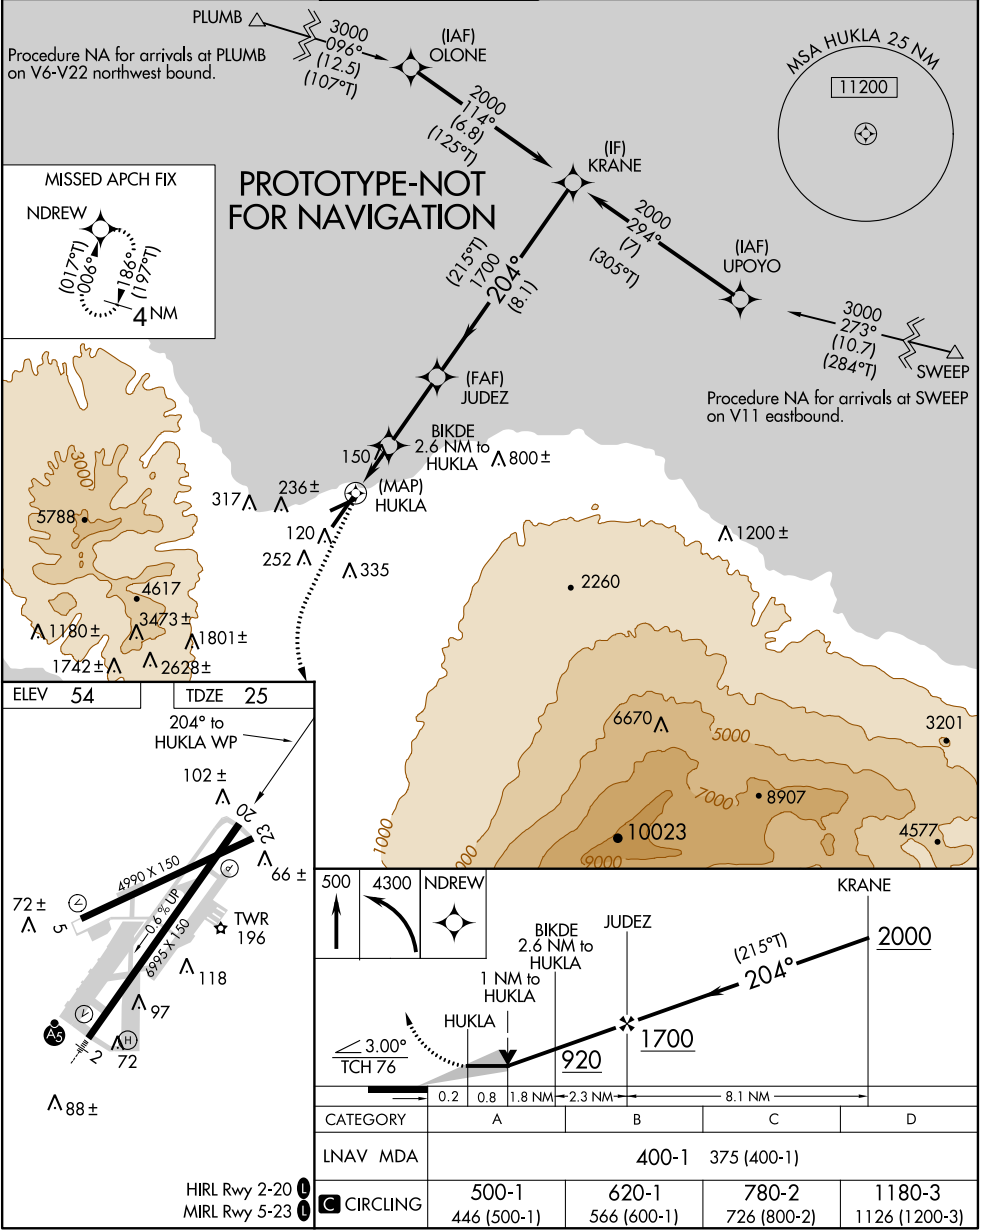 PLUMB
3000
096°
(12.5)
(107°T)
(IAF)
OLONE
Procedure NA for arrivals at PLUMB
on V6-V22 northwest bound.
MSA HUKLA 25 NM
11200
2000
114°
(6.8)
(125°T)
(IF)
KRANE
MISSED APCH FIX
NDREW
(017°T)
006°
186°
(197°T)
4 NM
PROTOTYPE-NOT
FOR NAVIGATION
2000
294°
(7)
(305°T)
(IAF)
UPOYO
(215°T)
1700
204°
(8.1)
3000
273°
(10.7)
(284°T)
SWEEP
Procedure NA for arrivals at SWEEP
on V11 eastbound.
(FAF)
JUDEZ
BIKDE
2.6 NM to
HUKLA
150
800±
(MAP)
HUKLA
3000
5788
317
236±
120
252
335
1200±
2260
4617
3473±
1180±
1801±
1742±
2628±
ELEV 54
TDZE 25
204° to
HUKLA WP
102±
20
23
66±
4990 X 150
0.6% UP
6995 X 150
72±
5
V
P
TWR
196
118
97
V
A5
2
H
72
88±
HIRL Rwy 2-20 L
MIRL Rwy 5-23 L
6670
5000
3201
7000
8907
10023
4577
1000
9000
500
4300
NDREW
KRANE
BIKDE
2.6 NM to
HUKLA
JUDEZ
(215°T)
204°
2000
1 NM to
HUKLA
HUKLA
1700
920
3.00°
TCH 76
0.2
0.8
1.8 NM
2.3 NM
8.1 NM
CATEGORY A B C D
LNAV MDA 400-1 375 (400-1)
C CIRCLING 500-1 620-1 780-2 1180-3
446 (500-1) 566 (600-1) 726 (800-2) 1126 (1200-3)